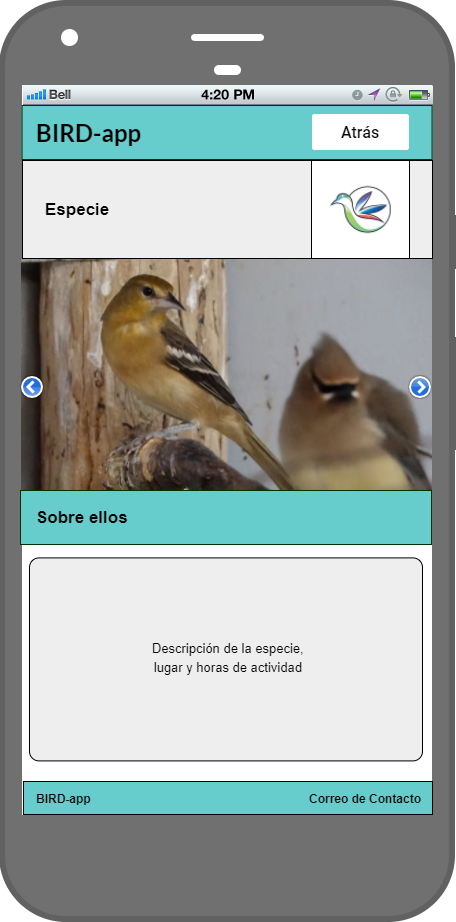 Bell 4:20 PM
BIRD-app Atrás
Especie
Sobre ellos
Descripción de la especie,
lugar y horas de actividad
BIRD-app Correo de Contacto